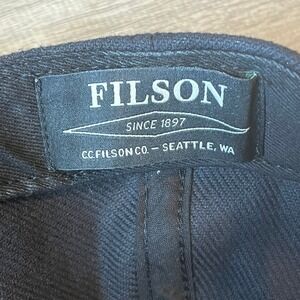 FILSON
SINCE 1897
C.C. FILSON CO. – SEATTLE, WA